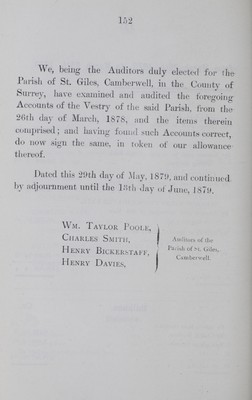 152
We, being the Auditors duly elected for the
Parish of St. Giles, Camberwell, in the County of
Surrey, have examined and audited the foregoing
Accounts of the Vestry of the said Parish, from the
26th day of March, 1878, and the items therein
comprised; and having found such Accounts correct,
do now sign the same, in token of our allowance
thereof.
Dated this 29th day of May, 1879, and continued
by adjournment until the 13th day of June, 1879.
WM. TAYLOR POOLE,
CHARLES SMITH,
HENRY BICKERSTAFF,
HENRY DAVIES,
Auditors of the
Parish of St. Giles,
Camberwell.